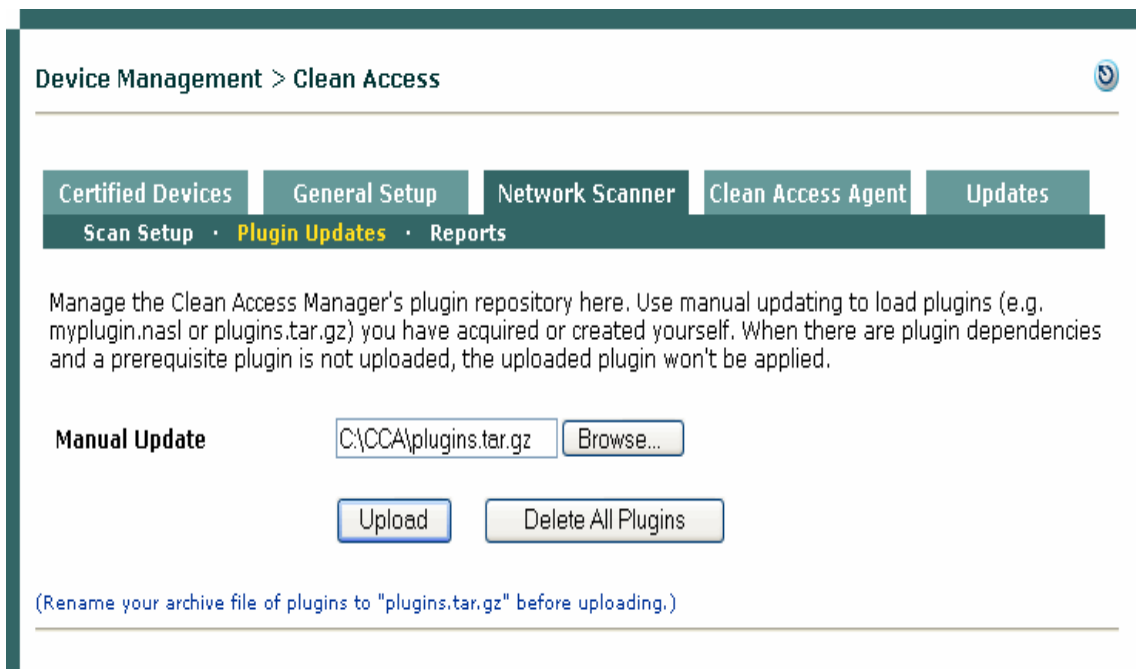 Device Management > Clean Access
Certified Devices General Setup Network Scanner Clean Access Agent Updates
Scan Setup · Plugin Updates · Reports
Manage the Clean Access Manager's plugin repository here. Use manual updating to load plugins (e.g.
myplugin.nasl or plugins.tar.gz) you have acquired or created yourself. When there are plugin dependencies
and a prerequisite plugin is not uploaded, the uploaded plugin won't be applied.
Manual Update C:\CCA\plugins.tar.gz Browse...
Upload Delete All Plugins
(Rename your archive file of plugins to "plugins.tar.gz" before uploading.)